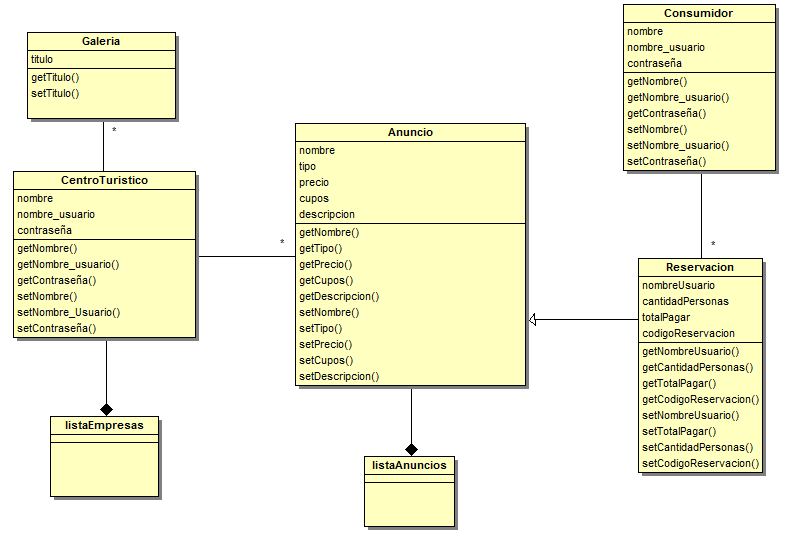 Galeria
titulo
getTitulo()
setTitulo()
*
CentroTuristico
nombre
nombre_usuario
contraseña
getNombre()
getNombre_usuario()
getContraseña()
setNombre()
setNombre_Usuario()
setContraseña()
*
listaEmpresas
Anuncio
nombre
tipo
precio
cupos
descripcion
getNombre()
getTipo()
getPrecio()
getCupos()
getDescripcion()
setNombre()
setTipo()
setPrecio()
setCupos()
setDescripcion()
listaAnuncios
Consumidor
nombre
nombre_usuario
contraseña
getNombre()
getNombre_usuario()
getContraseña()
setNombre()
setNombre_usuario()
setContraseña()
*
Reservacion
nombreUsuario
cantidadPersonas
totalPagar
codigoReservacion
getNombreUsuario()
getCantidadPersonas()
getTotalPagar()
getCodigoReservacion()
setNombreUsuario()
setTotalPagar()
setCantidadPersonas()
setCodigoReservacion()